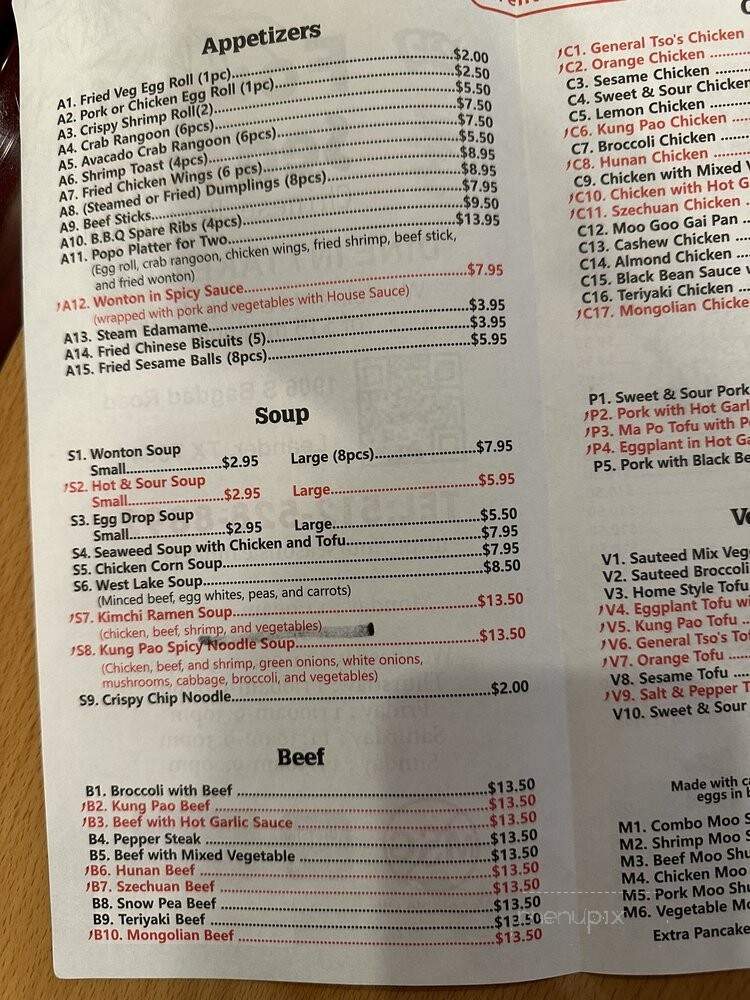 Appetizers
A1. Fried Veg Egg Roll (1pc)......$2.00
A2. Pork or Chicken Egg Roll (1pc)......$2.50
A3. Crispy Shrimp Roll(2)......$5.50
A4. Crab Rangoon (6pcs)......$7.50
A5. Avacado Crab Rangoon (6pcs)......$7.50
A6. Shrimp Toast (4pcs)......$5.50
A7. Fried Chicken Wings (6 pcs)......$8.95
A8. (Steamed or Fried) Dumplings (8pcs)......$8.95
A9. Beef Sticks......$7.95
A10. B.B.Q Spare Ribs (4pcs)......$9.50
A11. Popo Platter for Two......$13.95
(Egg roll, crab rangoon, chicken wings, fried shrimp, beef stick,
and fried wonton)
A12. Wonton in Spicy Sauce......$7.95
(wrapped with pork and vegetables with House Sauce)
A13. Steam Edamame......$3.95
A14. Fried Chinese Biscuits (5)......$3.95
A15. Fried Sesame Balls (8pcs)......$5.95
Soup
S1. Wonton Soup
Small......$2.95 Large (8pcs)......$7.95
S2. Hot & Sour Soup
Small......$2.95 Large......$5.95
S3. Egg Drop Soup
Small......$2.95 Large......$5.50
S4. Seaweed Soup with Chicken and Tofu......$7.95
S5. Chicken Corn Soup......$7.95
S6. West Lake Soup......$8.50
(Minced beef, egg whites, peas, and carrots)
S7. Kimchi Ramen Soup......$13.50
(chicken, beef, shrimp, and vegetables)
S8. Kung Pao Spicy Noodle Soup......$13.50
(Chicken, beef, and shrimp, green onions, white onions,
mushrooms, cabbage, broccoli, and vegetables)
S9. Crispy Chip Noodle......$2.00
Beef
B1. Broccoli with Beef ......$13.50
B2. Kung Pao Beef ......$13.50
B3. Beef with Hot Garlic Sauce ......$13.50
B4. Pepper Steak ......$13.50
B5. Beef with Mixed Vegetable ......$13.50
B6. Hunan Beef ......$13.50
B7. Szechuan Beef ......$13.50
B8. Snow Pea Beef ......$13.50
B9. Teriyaki Beef ......$13.50
B10. Mongolian Beef ......$13.50
C1. General Tso's Chicken
C2. Orange Chicken ......
C3. Sesame Chicken ......
C4. Sweet & Sour Chicken
C5. Lemon Chicken ......
C6. Kung Pao Chicken ......
C7. Broccoli Chicken ......
C8. Hunan Chicken ......
C9. Chicken with Mixed
C10. Chicken with Hot
C11. Szechuan Chicken ...
C12. Moo Goo Gai Pan ...
C13. Cashew Chicken ....
C14. Almond Chicken ....
C15. Black Bean Sauce
C16. Teriyaki Chicken ....
C17. Mongolian
P1. Sweet & Sour Pork
P2. Pork with Hot
P3. Ma Po Tofu with
P4. Eggplant in Hot
P5. Pork with Black
V1. Sauteed Mix
V2. Sauteed Broccoli
V3. Home Style Tofu
V4. Eggplant Tofu
V5. Kung Pao Tofu ...
V6. General Tso's
V7. Orange Tofu ......
V8. Sesame Tofu .....
V9. Salt & Pepper
V10. Sweet & Sour
Made with
eggs in
M1. Combo Moo
M2. Shrimp Moo
M3. Beef Moo
M4. Chicken Moo
M5. Pork Moo
M6. Vegetable
Extra Pancake
menupix